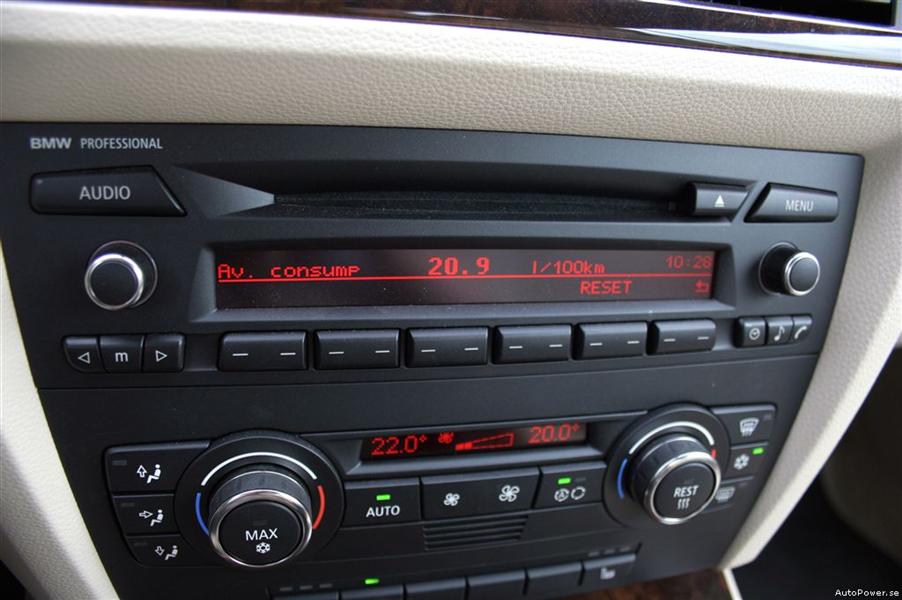 BMW PROFESSIONAL
AUDIO
MENU
Av. consump 20.9 l/100km 10:28
RESET
m
22.0° 20.0°
AUTO
MAX
REST
AutoPower.se